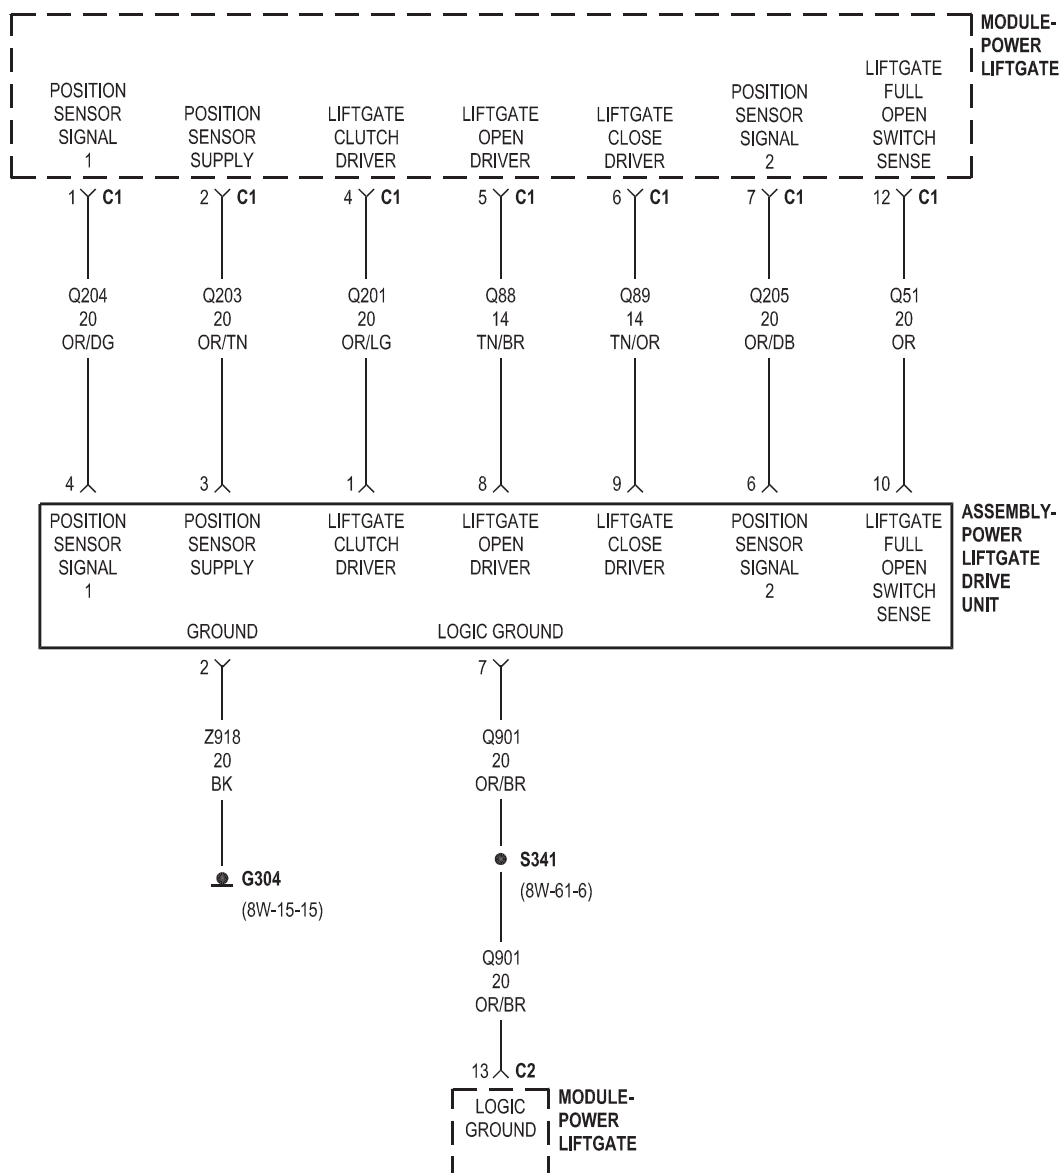 MODULE-
POWER
LIFTGATE
POSITION
SENSOR
SIGNAL
1
POSITION
SENSOR
SUPPLY
LIFTGATE
CLUTCH
DRIVER
LIFTGATE
OPEN
DRIVER
LIFTGATE
CLOSE
DRIVER
POSITION
SENSOR
SIGNAL
2
LIFTGATE
FULL
OPEN
SWITCH
SENSE
1 C1
2 C1
4 C1
5 C1
6 C1
7 C1
12 C1
Q204
20
OR/DG
Q203
20
OR/TN
Q201
20
OR/LG
Q88
14
TN/BR
Q89
14
TN/OR
Q205
20
OR/DB
Q51
20
OR
4
3
1
8
9
6
10
POSITION
SENSOR
SIGNAL
1
POSITION
SENSOR
SUPPLY
LIFTGATE
CLUTCH
DRIVER
LIFTGATE
OPEN
DRIVER
LIFTGATE
CLOSE
DRIVER
POSITION
SENSOR
SIGNAL
2
LIFTGATE
FULL
OPEN
SWITCH
SENSE
ASSEMBLY-
POWER
LIFTGATE
DRIVE
UNIT
GROUND
LOGIC GROUND
2
7
Z918
20
BK
Q901
20
OR/BR
G304
(8W-15-15)
S341
(8W-61-6)
Q901
20
OR/BR
13 C2
LOGIC
GROUND
MODULE-
POWER
LIFTGATE